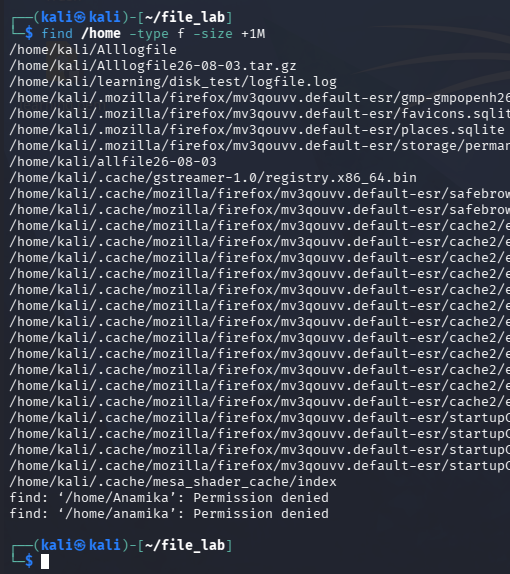 ┌──(kali㉿kali)-[~/file_lab]
└─$ find /home -type f -size +1M
/home/kali/Alllogfile
/home/kali/Alllogfile26-08-03.tar.gz
/home/kali/learning/disk_test/logfile.log
/home/kali/.mozilla/firefox/mv3qouvv.default-esr/gmp-gmpopenh26
/home/kali/.mozilla/firefox/mv3qouvv.default-esr/favicons.sqlit
/home/kali/.mozilla/firefox/mv3qouvv.default-esr/places.sqlite
/home/kali/.mozilla/firefox/mv3qouvv.default-esr/storage/perman
/home/kali/allfile26-08-03
/home/kali/.cache/gstreamer-1.0/registry.x86_64.bin
/home/kali/.cache/mozilla/firefox/mv3qouvv.default-esr/safebrow
/home/kali/.cache/mozilla/firefox/mv3qouvv.default-esr/safebrow
/home/kali/.cache/mozilla/firefox/mv3qouvv.default-esr/cache2/e
/home/kali/.cache/mozilla/firefox/mv3qouvv.default-esr/cache2/e
/home/kali/.cache/mozilla/firefox/mv3qouvv.default-esr/cache2/e
/home/kali/.cache/mozilla/firefox/mv3qouvv.default-esr/cache2/e
/home/kali/.cache/mozilla/firefox/mv3qouvv.default-esr/cache2/e
/home/kali/.cache/mozilla/firefox/mv3qouvv.default-esr/cache2/e
/home/kali/.cache/mozilla/firefox/mv3qouvv.default-esr/cache2/e
/home/kali/.cache/mozilla/firefox/mv3qouvv.default-esr/cache2/e
/home/kali/.cache/mozilla/firefox/mv3qouvv.default-esr/cache2/e
/home/kali/.cache/mozilla/firefox/mv3qouvv.default-esr/cache2/e
/home/kali/.cache/mozilla/firefox/mv3qouvv.default-esr/cache2/e
/home/kali/.cache/mozilla/firefox/mv3qouvv.default-esr/cache2/e
/home/kali/.cache/mozilla/firefox/mv3qouvv.default-esr/startupC
/home/kali/.cache/mozilla/firefox/mv3qouvv.default-esr/startupC
/home/kali/.cache/mozilla/firefox/mv3qouvv.default-esr/startupC
/home/kali/.cache/mozilla/firefox/mv3qouvv.default-esr/startupC
/home/kali/.cache/mesa_shader_cache/index
find: ‘/home/Anamika’: Permission denied
find: ‘/home/anamika’: Permission denied
┌──(kali㉿kali)-[~/file_lab]
└─$